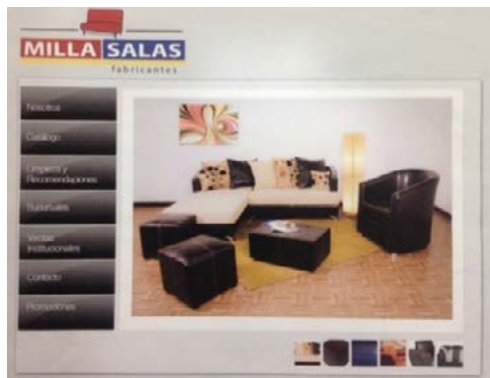 MILLA SALAS
fabricantes
Nosotros
Catálogo
Limpieza y
Recomendaciones
Sucursales
Ventas
Institucionales
Contacto
Promociones